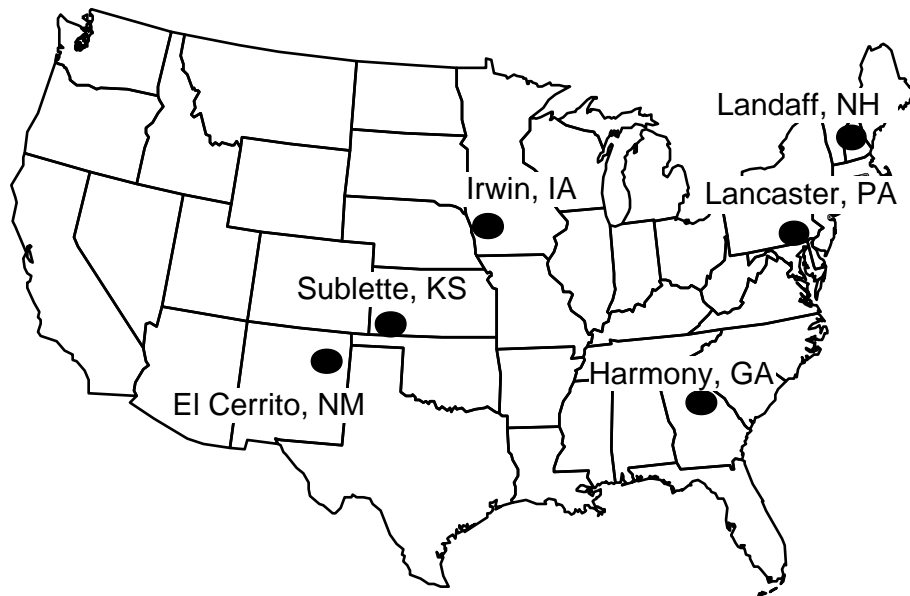 Landaff, NH
Irwin, IA
Lancaster, PA
Sublette, KS
Harmony, GA
El Cerrito, NM